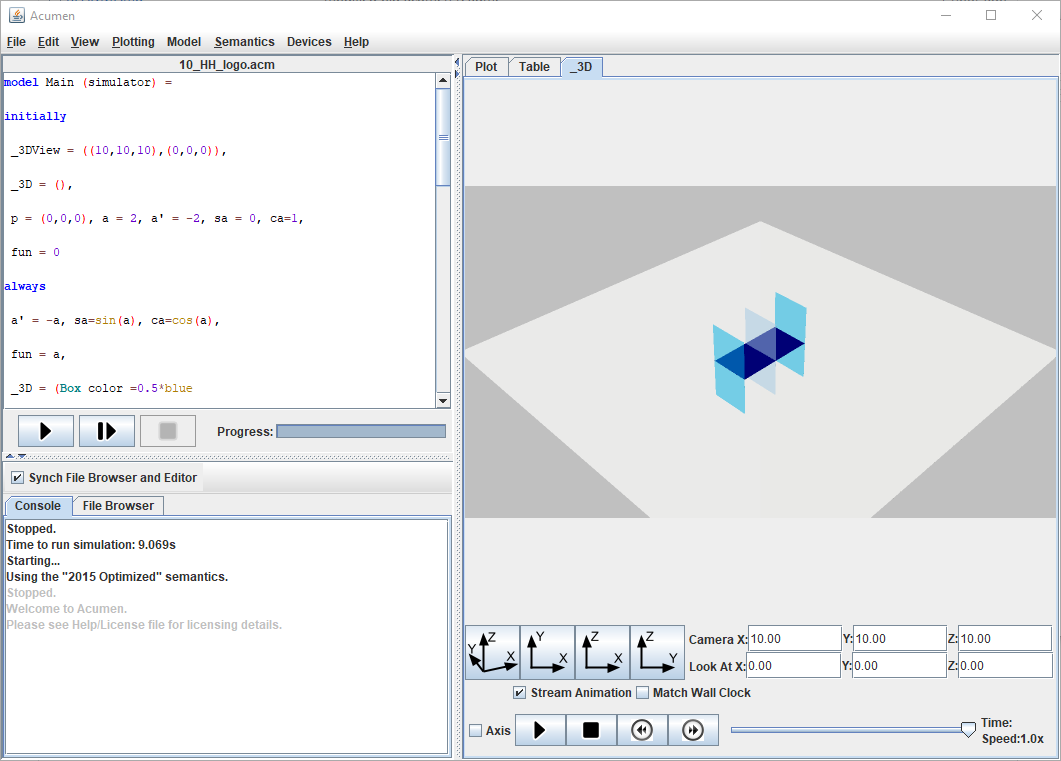 Acumen
File Edit View Plotting Model Semantics Devices Help
10_HH_logo.acm
model Main (simulator) =
initially
_3DView = ((10,10,10),(0,0,0)),
_3D = (),
p = (0,0,0), a = 2, a' = -2, sa = 0, ca=1,
fun = 0
always
a' = -a, sa=sin(a), ca=cos(a),
fun = a,
_3D = (Box color =0.5*blue
Progress:
Synch File Browser and Editor
Console File Browser
Stopped.
Time to run simulation: 9.069s
Starting...
Using the "2015 Optimized" semantics.
Stopped.
Welcome to Acumen.
Please see Help/License file for licensing details.
Plot Table _3D
Y Z X Y X Z X Z Y
Camera X: 10.00 Y: 10.00 Z: 10.00
Look At X: 0.00 Y: 0.00 Z: 0.00
Stream Animation Match Wall Clock
Axis
Time:
Speed:1.0x